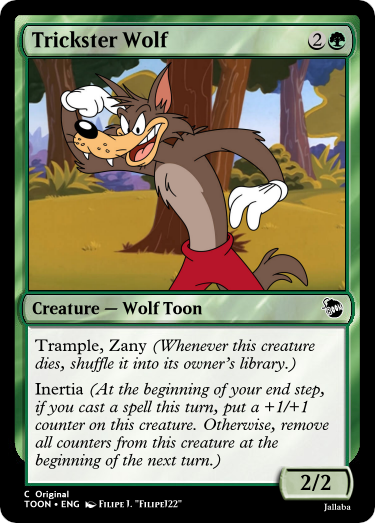 Trickster Wolf 2
Creature — Wolf Toon
Trample, Zany (Whenever this creature
dies, shuffle it into its owner's library.)
Inertia (At the beginning of your end step,
if you cast a spell this turn, put a +1/+1
counter on this creature. Otherwise, remove
all counters from this creature at the
beginning of the next turn.)
2/2
C Original
TOON • ENG Filipe J. "FilipeJ22"
Jallaba